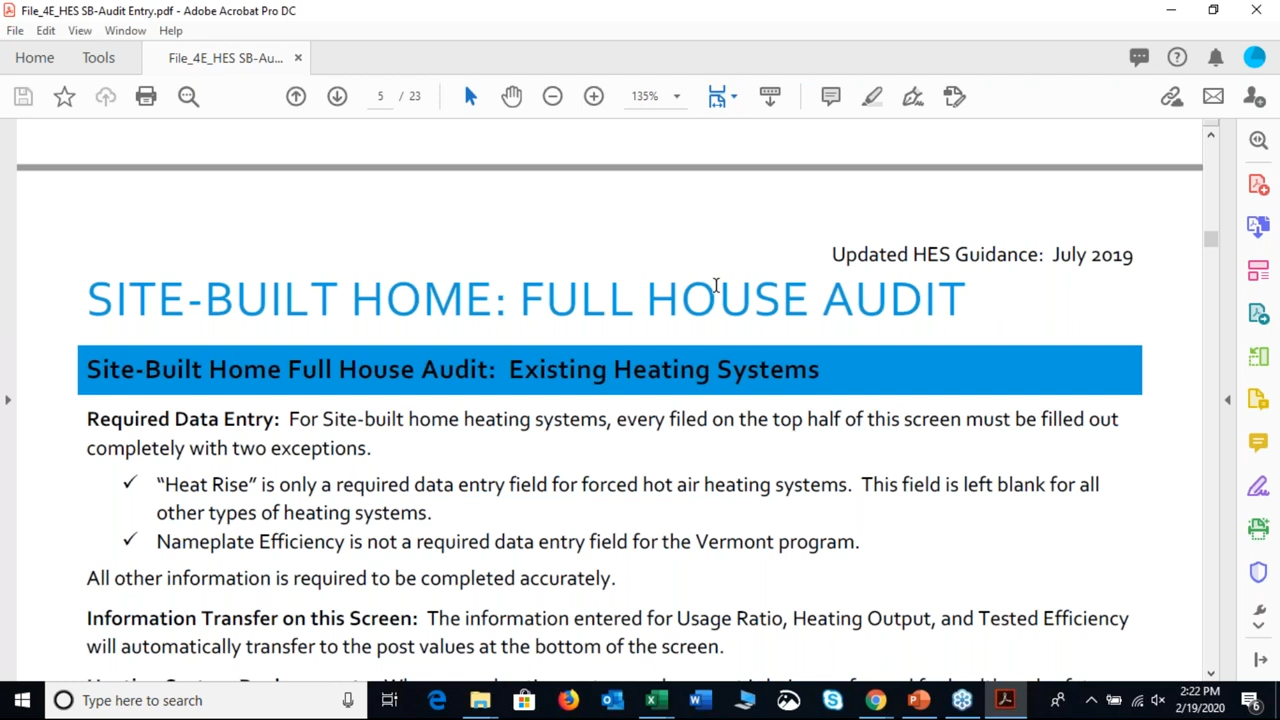 File_4E_HES SB-Audit Entry.pdf - Adobe Acrobat Pro DC
File Edit View Window Help
Home Tools File_4E_HES SB-Au... ×
5 / 23 135%
Updated HES Guidance: July 2019
SITE-BUILT HOME: FULL HOUSE AUDIT
Site-Built Home Full House Audit: Existing Heating Systems
Required Data Entry: For Site-built home heating systems, every filed on the top half of this screen must be filled out
completely with two exceptions.
✓ “Heat Rise” is only a required data entry field for forced hot air heating systems. This field is left blank for all
other types of heating systems.
✓ Nameplate Efficiency is not a required data entry field for the Vermont program.
All other information is required to be completed accurately.
Information Transfer on this Screen: The information entered for Usage Ratio, Heating Output, and Tested Efficiency
will automatically transfer to the post values at the bottom of the screen.
Type here to search
2:22 PM
2/19/2020
6